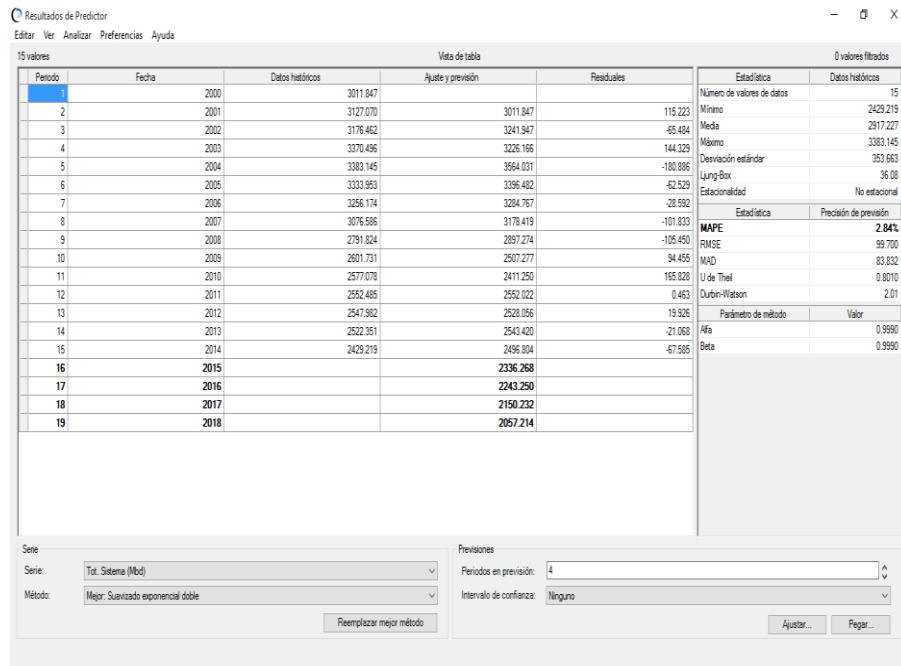 Resultados de Predictor
Editar Ver Analizar Preferencias Ayuda
15 valores Vista de tabla 0 valores filtrados
Periodo Fecha Datos históricos Ajuste y previsión Residuales
1 2000 3011.847
2 2001 3127.070 3011.847 115.223
3 2002 3176.462 3241.947 -65.484
4 2003 3370.496 3226.166 144.329
5 2004 3383.145 3564.031 -180.886
6 2005 3333.953 3396.482 -62.529
7 2006 3256.174 3284.767 -28.592
8 2007 3076.586 3178.419 -101.833
9 2008 2791.824 2897.274 -105.450
10 2009 2601.731 2507.277 94.455
11 2010 2577.078 2411.250 165.828
12 2011 2552.485 2552.022 0.463
13 2012 2547.982 2528.056 19.926
14 2013 2522.351 2543.420 -21.068
15 2014 2429.219 2496.804 -67.585
16 2015 2336.268
17 2016 2243.250
18 2017 2150.232
19 2018 2057.214
Estadística Datos históricos
Número de valores de datos 15
Mínimo 2429.219
Media 2917.227
Máximo 3383.145
Desviación estándar 353.663
Ljung-Box 36.08
Estacionalidad No estacional
Estadística Precisión de previsión
MAPE 2.84%
RMSE 99.700
MAD 83.832
U de Theil 0.8010
Durbin-Watson 2.01
Parámetro de método Valor
Alfa 0.9990
Beta 0.9990
Serie
Serie: Tot. Sistema (Mbd)
Método: Mejor: Suavizado exponencial doble
Reemplazar mejor método
Previsiones
Periodos en previsión: 4
Intervalo de confianza: Ninguno
Ajustar... Pegar...